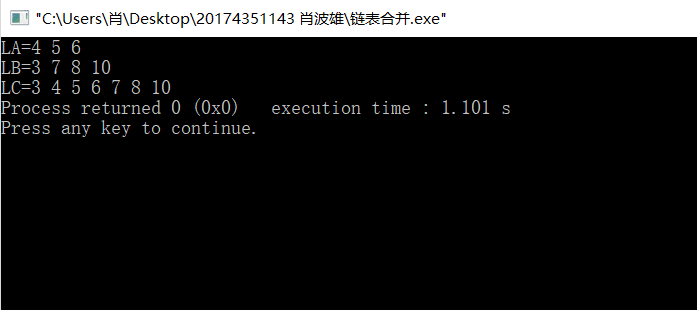 "C:\Users\肖\Desktop\20174351143 肖波雄\链表合并.exe"
LA=4 5 6
LB=3 7 8 10
LC=3 4 5 6 7 8 10
Process returned 0 (0x0)   execution time : 1.101 s
Press any key to continue.